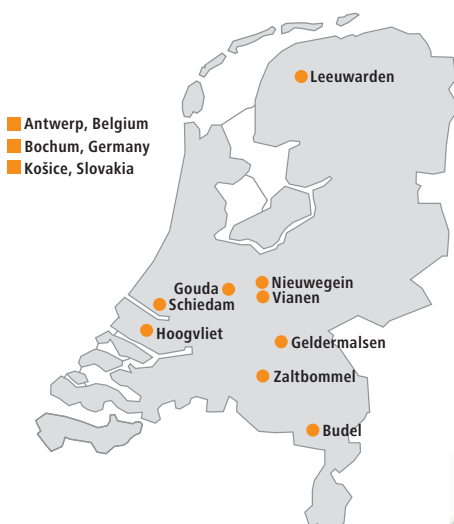 Leeuwarden
Antwerp, Belgium
Bochum, Germany
Košice, Slovakia
Nieuwegein
Gouda
Vianen
Schiedam
Hoogvliet
Geldermalsen
Zaltbommel
Budel